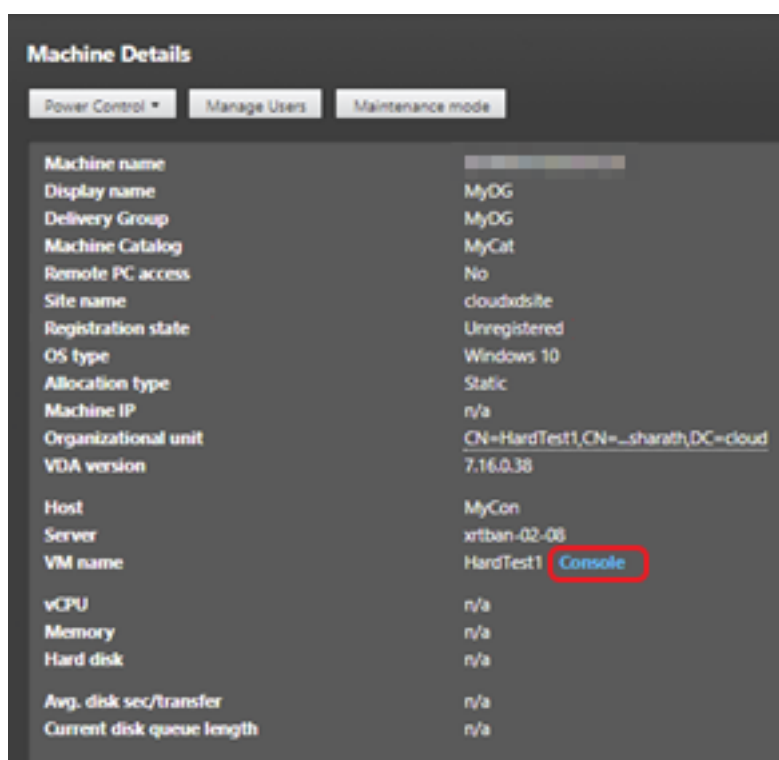 Machine Details
Power Control Manage Users Maintenance mode
Machine name
Display name MyDG
Delivery Group MyDG
Machine Catalog MyCat
Remote PC access No
Site name cloudxdsite
Registration state Unregistered
OS type Windows 10
Allocation type Static
Machine IP n/a
Organizational unit CN=HardTest1,CN=...sharath,DC=cloud
VDA version 7.16.0.38
Host MyCon
Server xrtban-02-08
VM name HardTest1 Console
vCPU n/a
Memory n/a
Hard disk n/a
Avg. disk sec/transfer n/a
Current disk queue length n/a